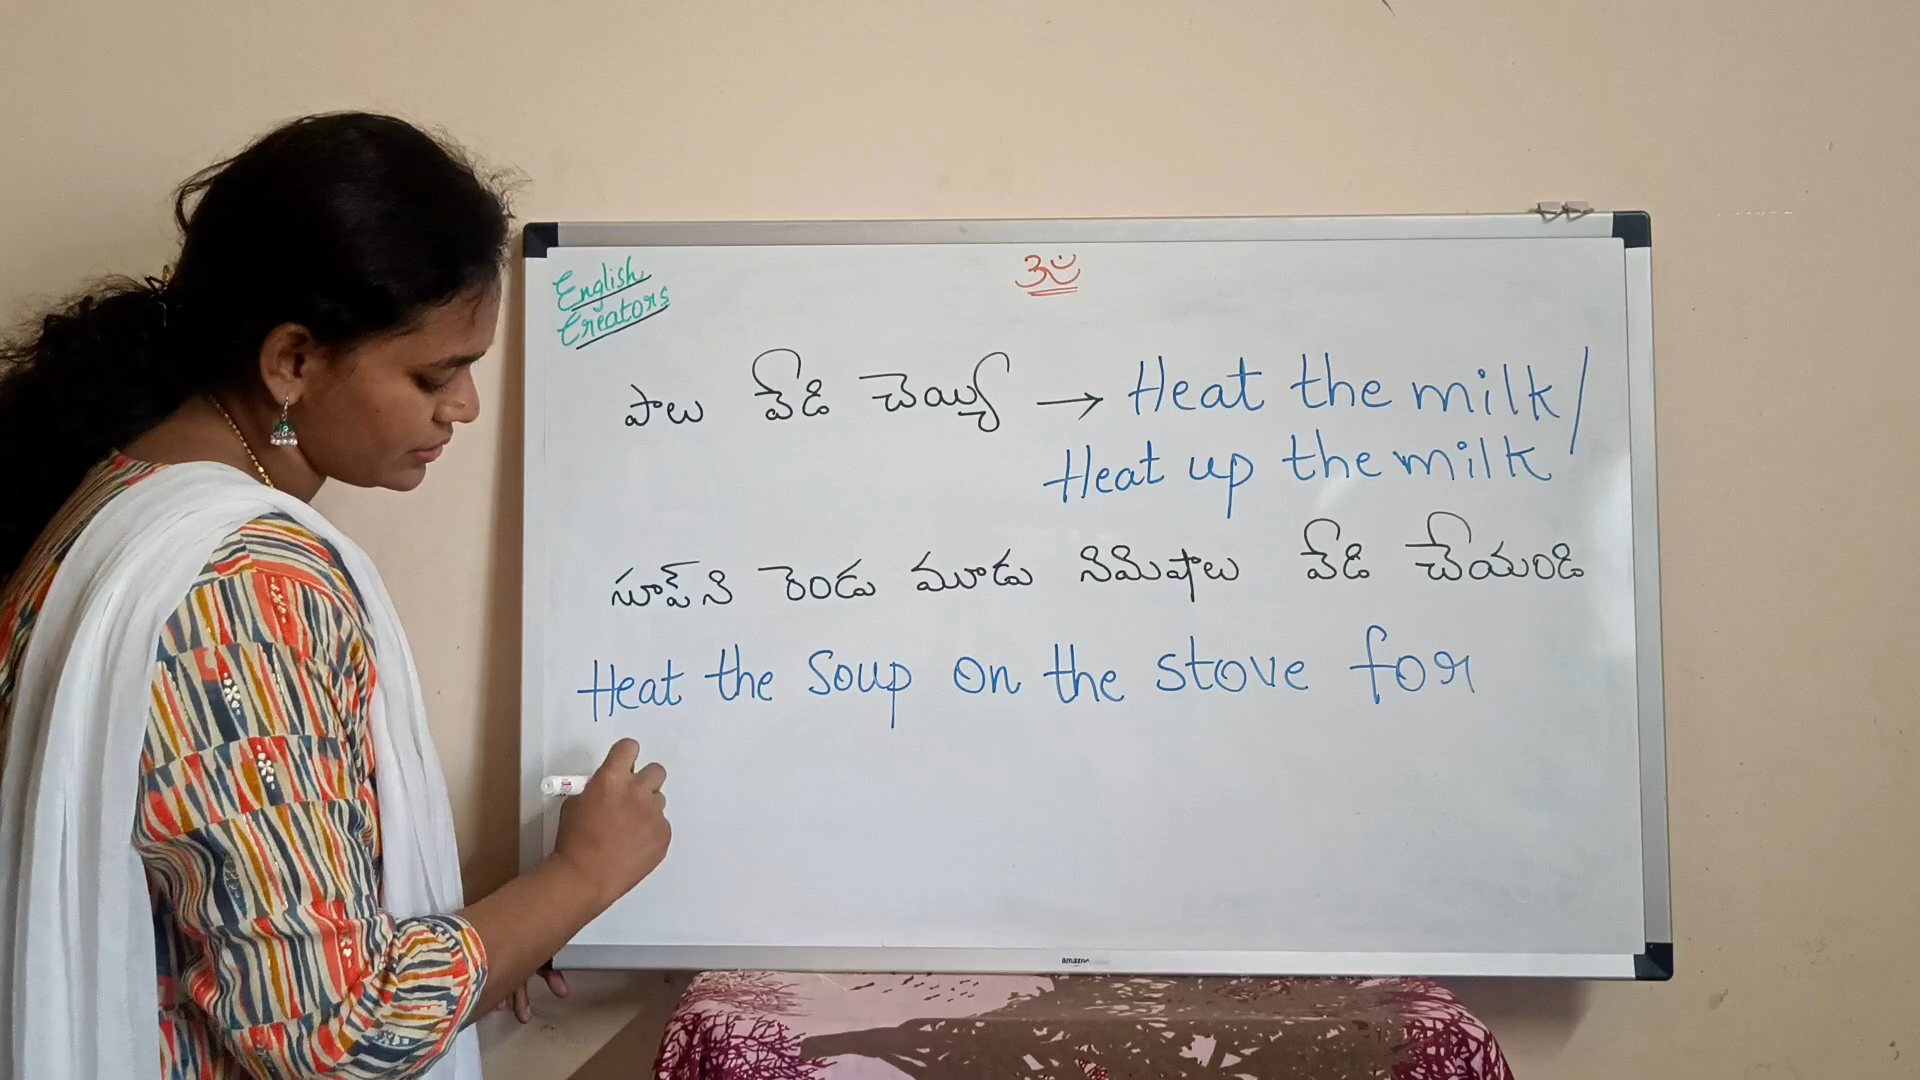 English
Creators
ఓం
పాలు వేడి చెయ్యి → Heat the milk/
Heat up the milk
సూప్ ని రెండు మూడు నిమిషాలు వేడి చేయండి
Heat the soup on the stove for
amazon